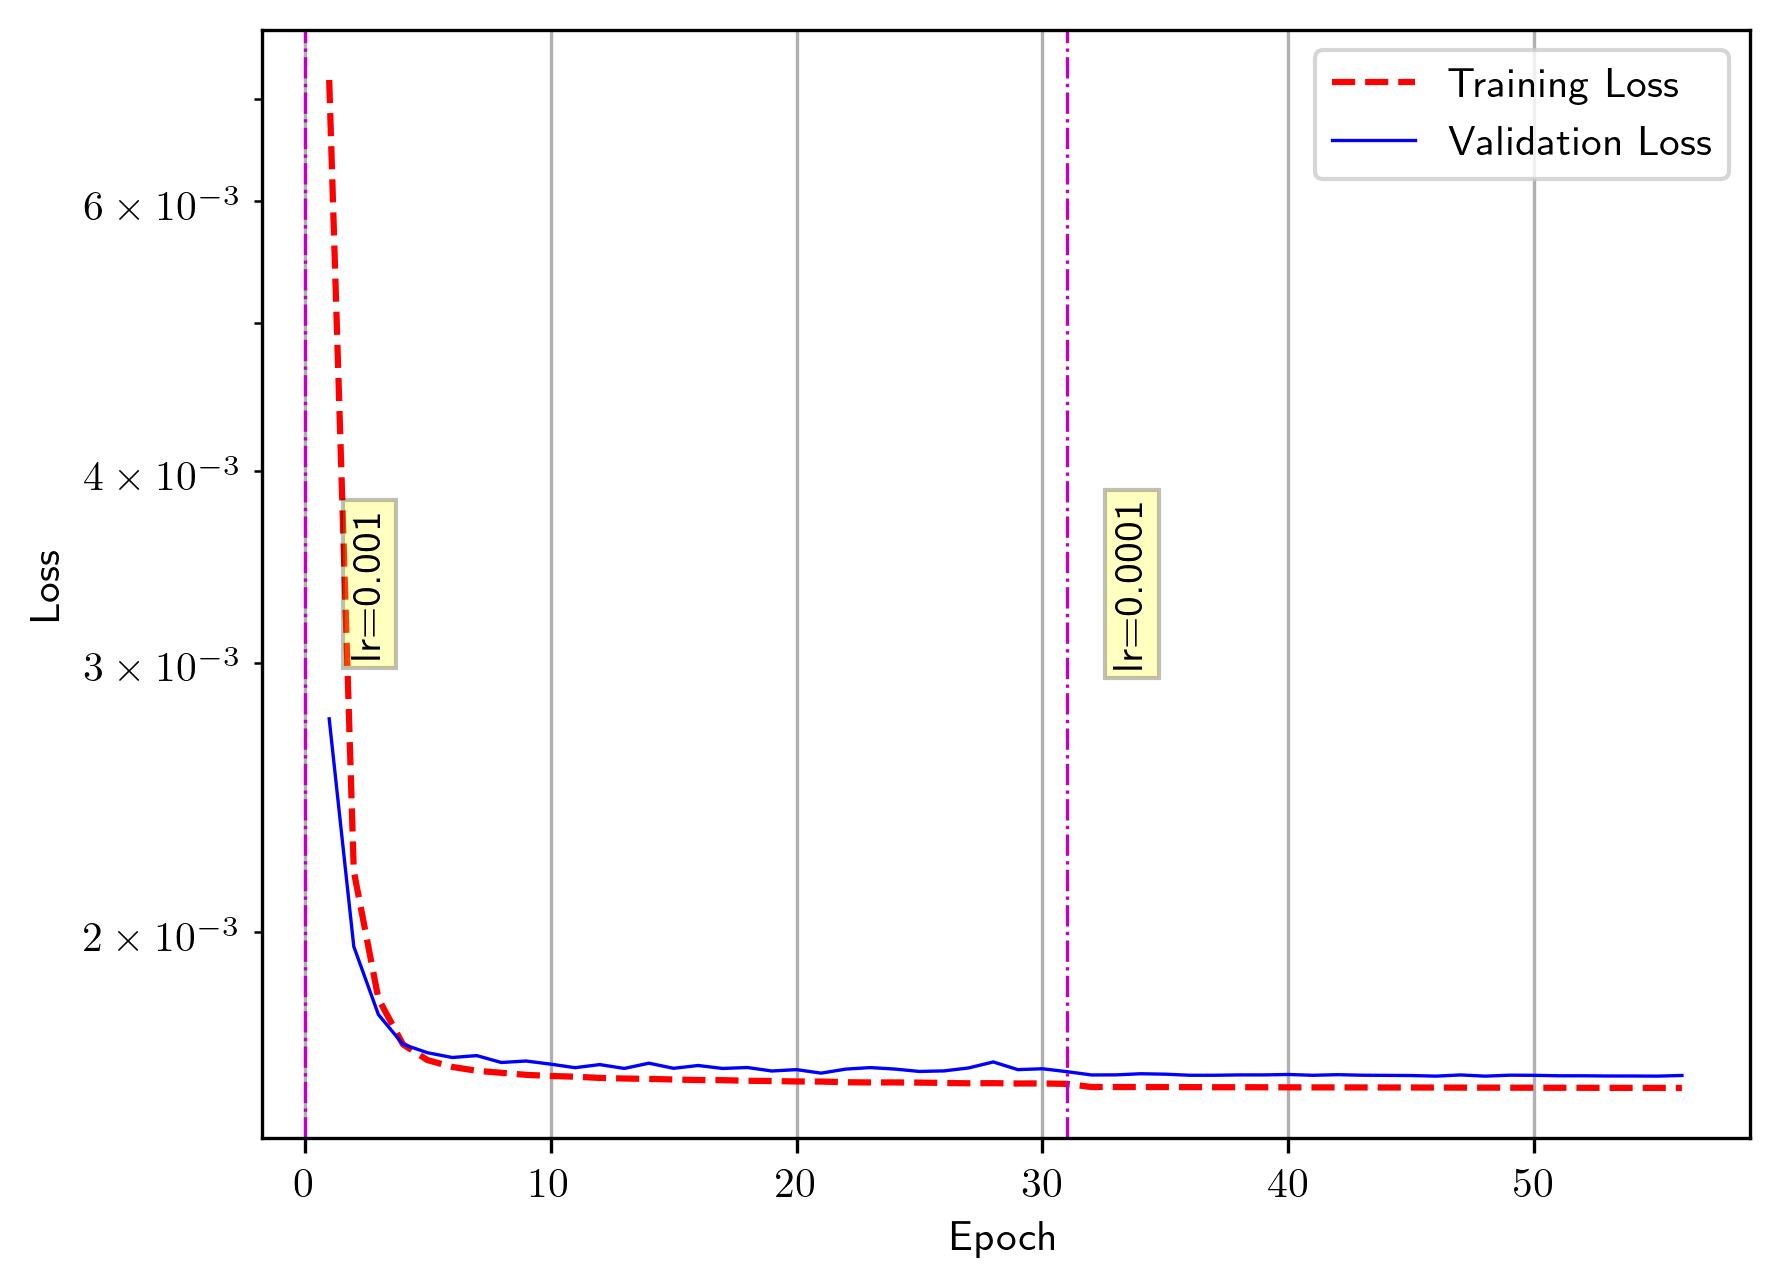 Training Loss
Validation Loss
6 × 10⁻³
4 × 10⁻³
3 × 10⁻³
2 × 10⁻³
Loss
lr=0.001
lr=0.0001
0 10 20 30 40 50
Epoch